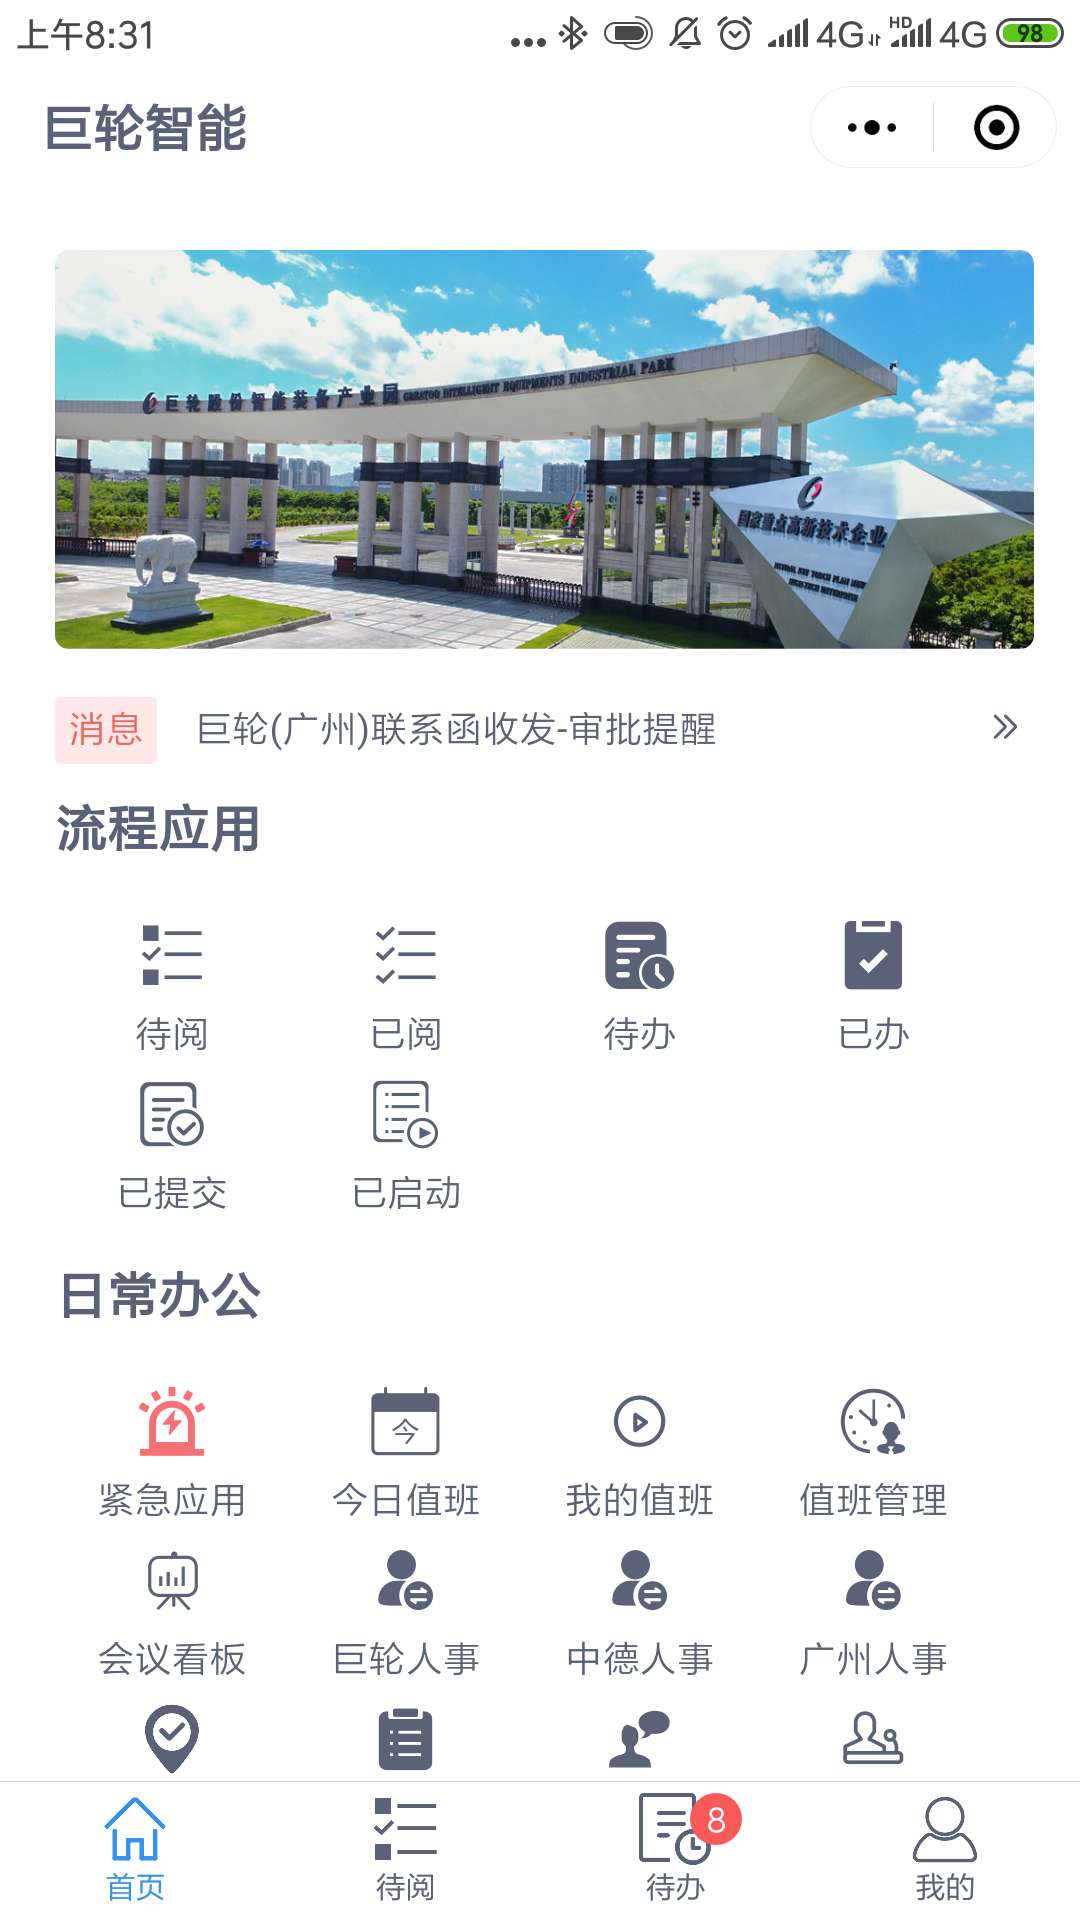 上午8:31
4G
HD
4G
98
巨轮智能
巨轮股份智能装备产业园 GREATOO INTELLIGENT EQUIPMENTS INDUSTRIAL PARK
国家重点高新技术企业
消息
巨轮(广州)联系函收发-审批提醒
流程应用
待阅 已阅 待办 已办
已提交 已启动
日常办公
今
紧急应用 今日值班 我的值班 值班管理
会议看板 巨轮人事 中德人事 广州人事
8
首页 待阅 待办 我的